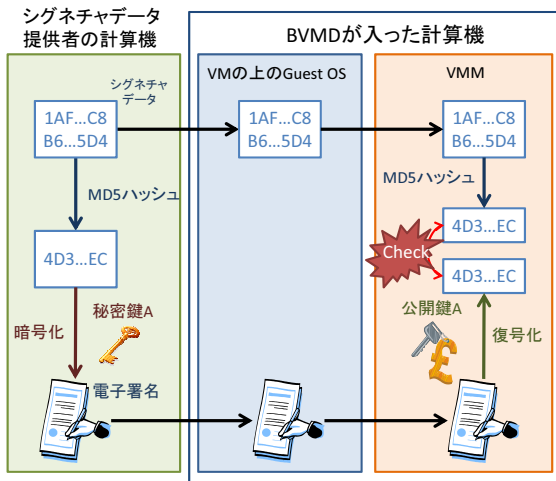 シグネチャデータ
提供者の計算機
BVMDが入った計算機
VMの上のGuest OS
VMM
シグネチャ
データ
1AF...C8
B6...5D4
1AF...C8
B6...5D4
1AF...C8
B6...5D4
MD5ハッシュ
MD5ハッシュ
4D3...EC
4D3...EC
Check
4D3...EC
暗号化
秘密鍵A
公開鍵A
復号化
電子署名